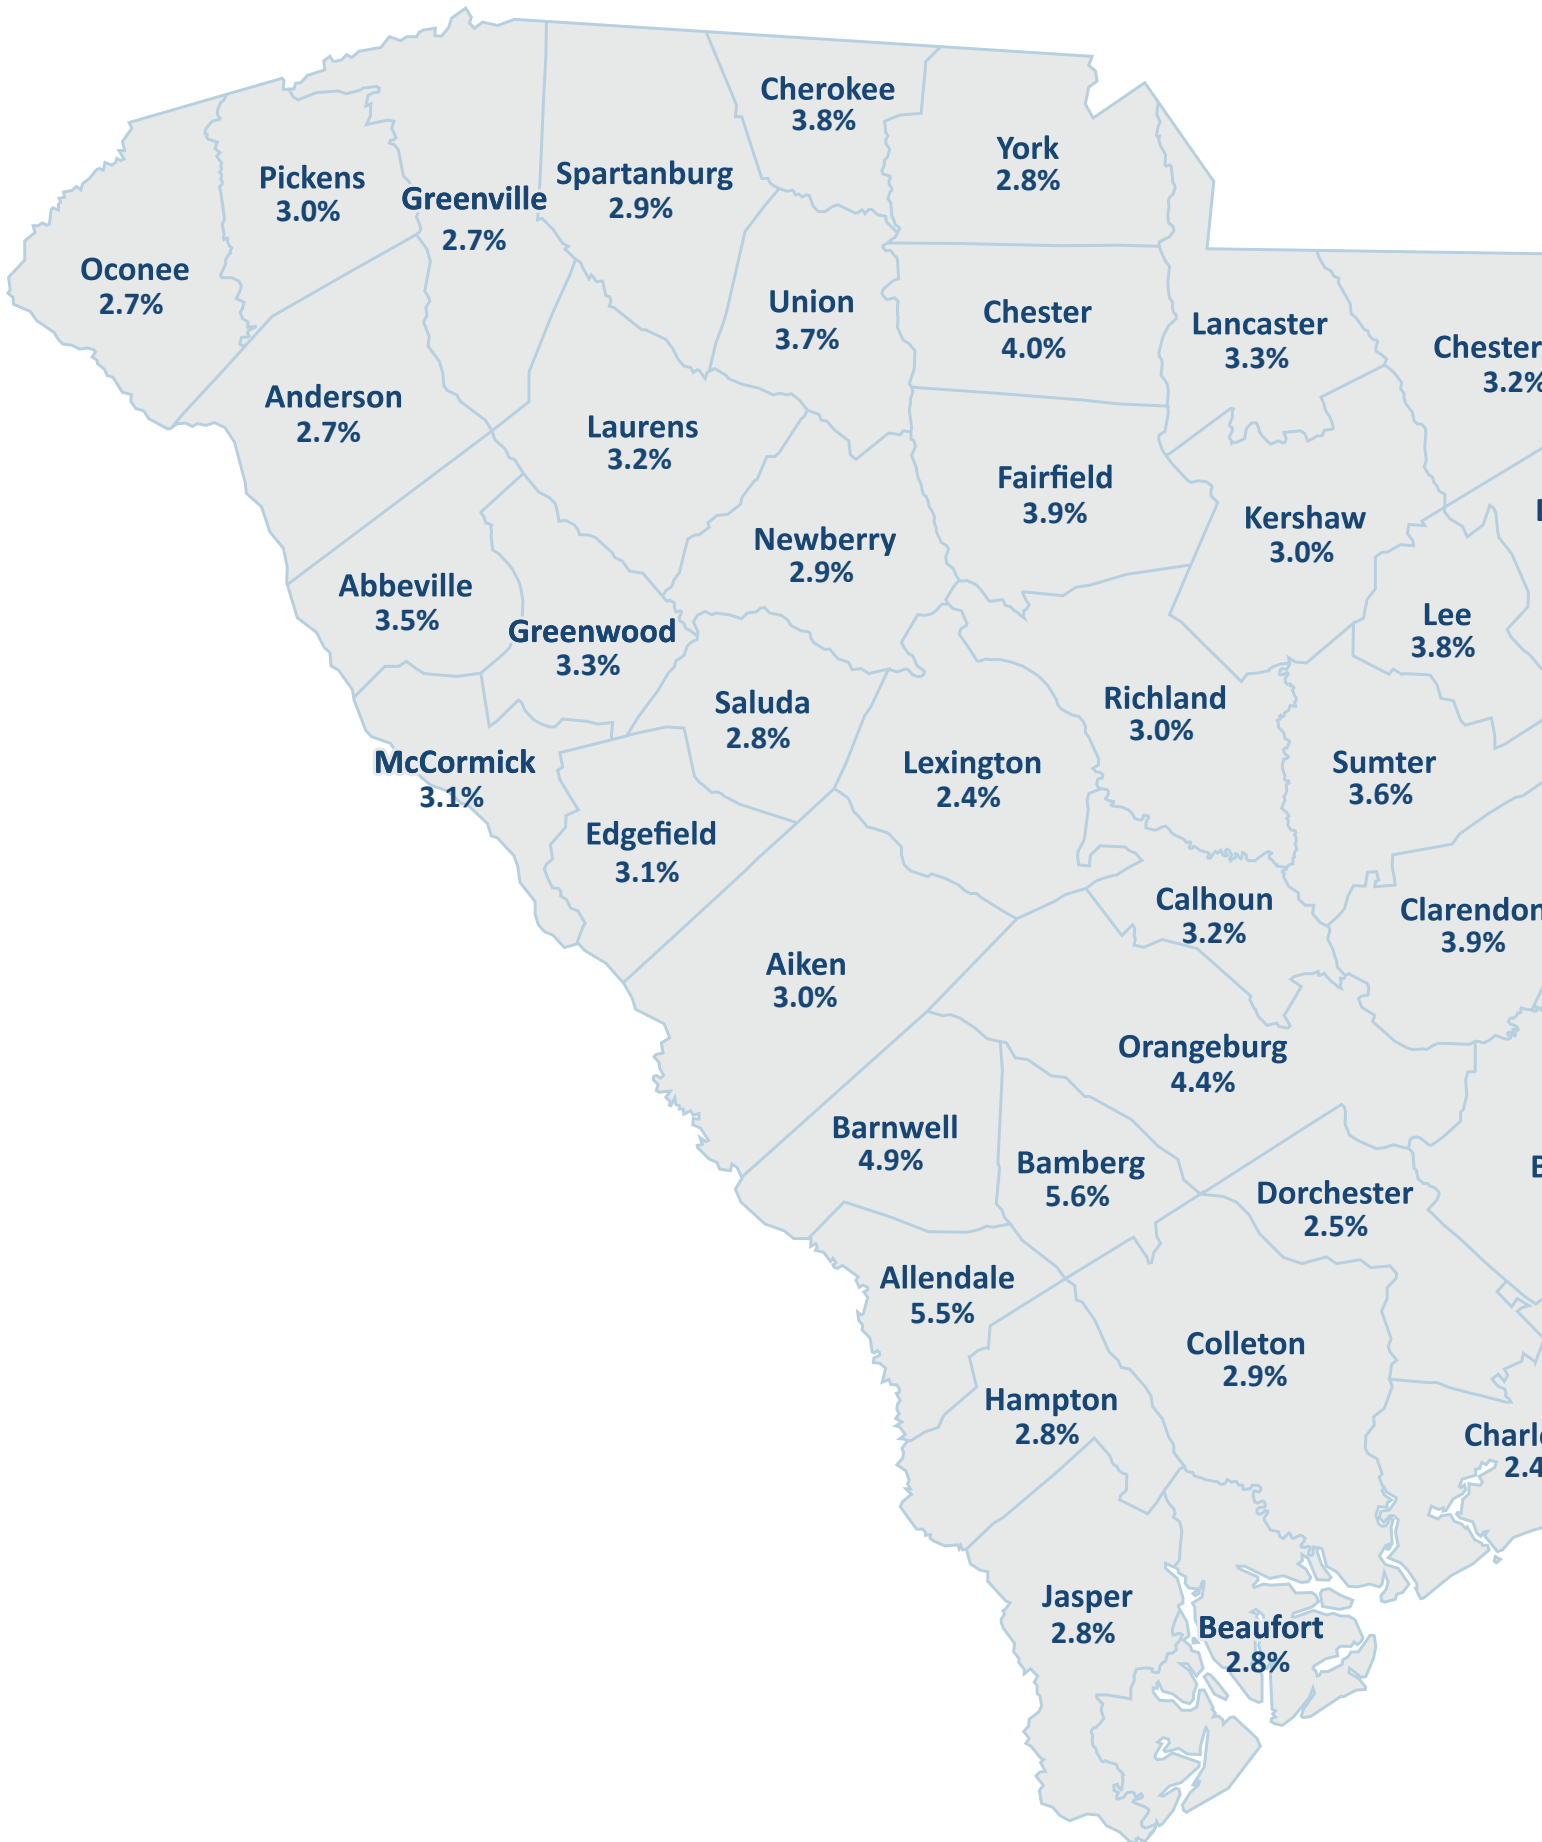 Cherokee
3.8%
York
2.8%
Pickens
3.0%
Spartanburg
2.9%
Greenville
2.7%
Oconee
2.7%
Union
3.7%
Chester
4.0%
Lancaster
3.3%
Chester
3.2%
Anderson
2.7%
Laurens
3.2%
Fairfield
3.9%
Kershaw
3.0%
Newberry
2.9%
Abbeville
3.5%
Greenwood
3.3%
Lee
3.8%
Saluda
2.8%
Richland
3.0%
McCormick
3.1%
Lexington
2.4%
Sumter
3.6%
Edgefield
3.1%
Calhoun
3.2%
Clarendon
3.9%
Aiken
3.0%
Orangeburg
4.4%
Barnwell
4.9%
Bamberg
5.6%
Dorchester
2.5%
Allendale
5.5%
Colleton
2.9%
Hampton
2.8%
Charl
2.4
Jasper
2.8%
Beaufort
2.8%